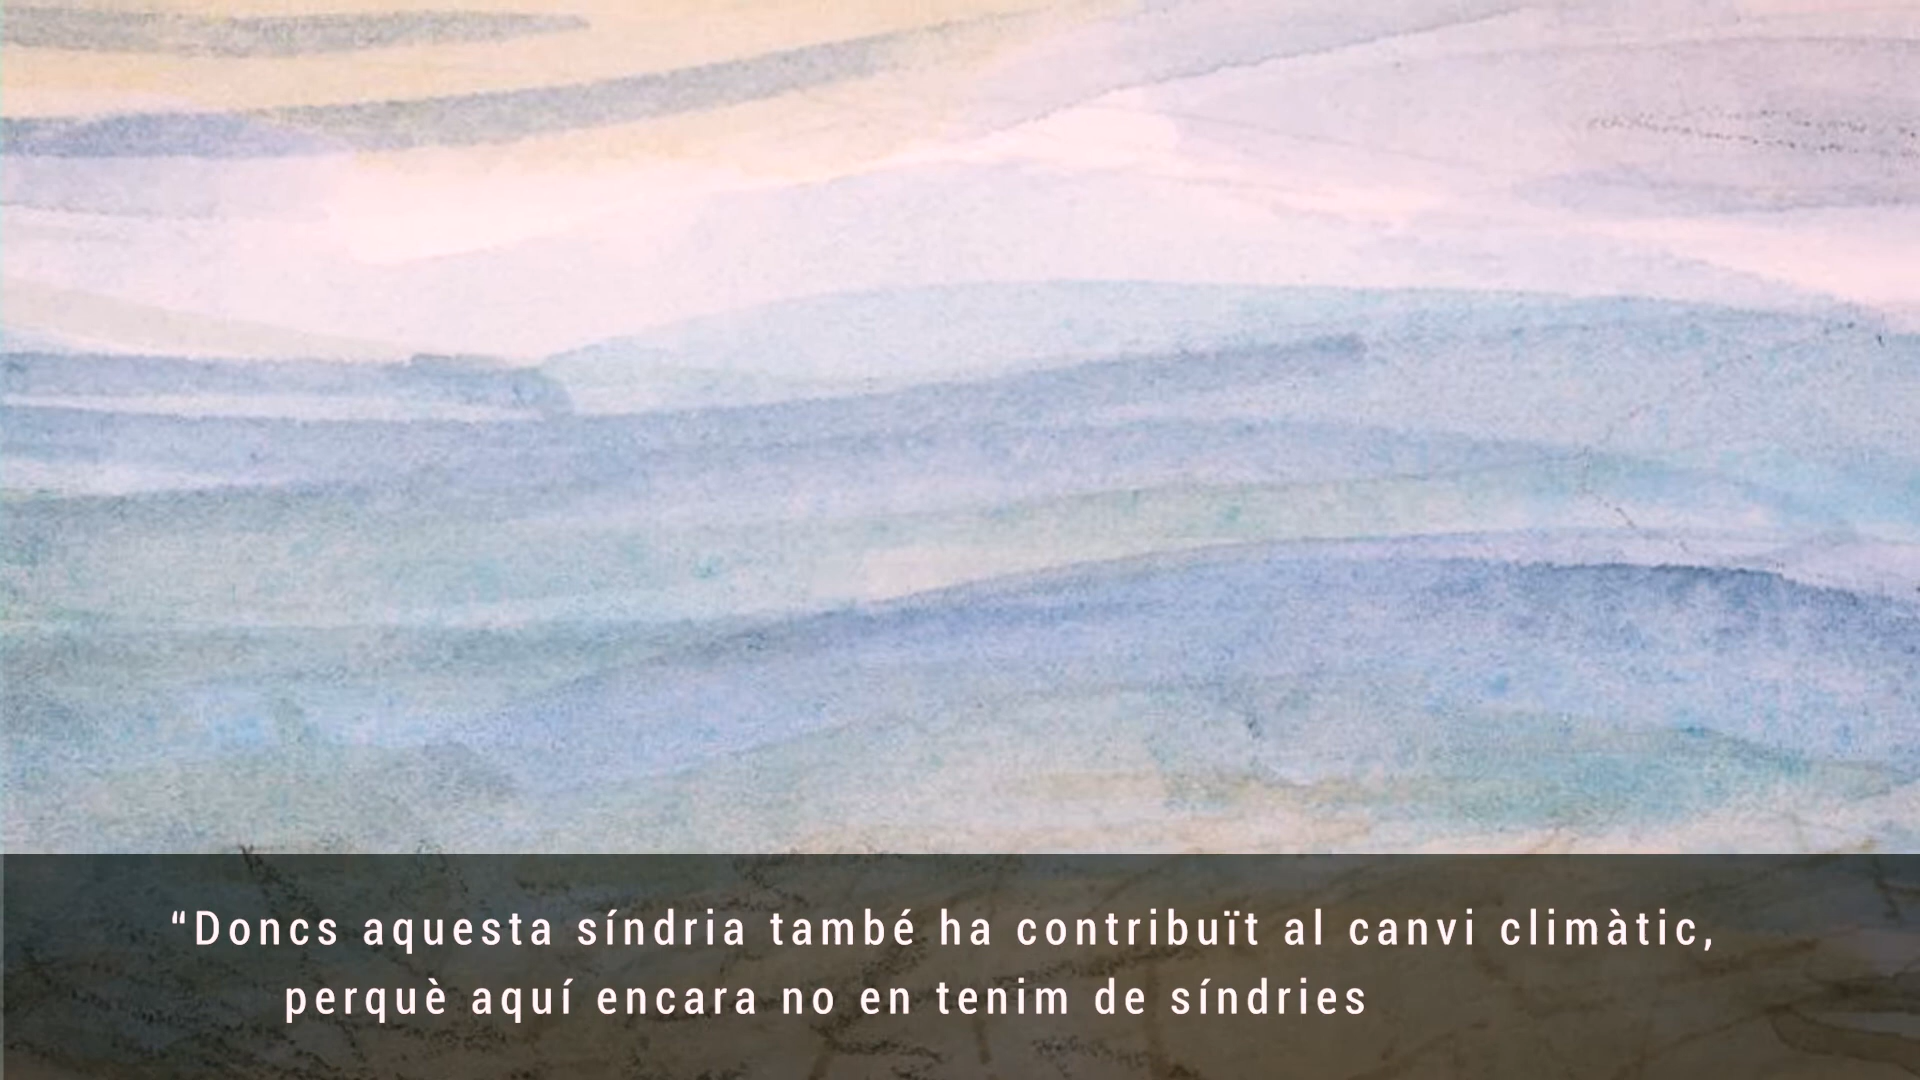 “Doncs aquesta síndria també ha contribuït al canvi climàtic,
perquè aquí encara no en tenim de síndries